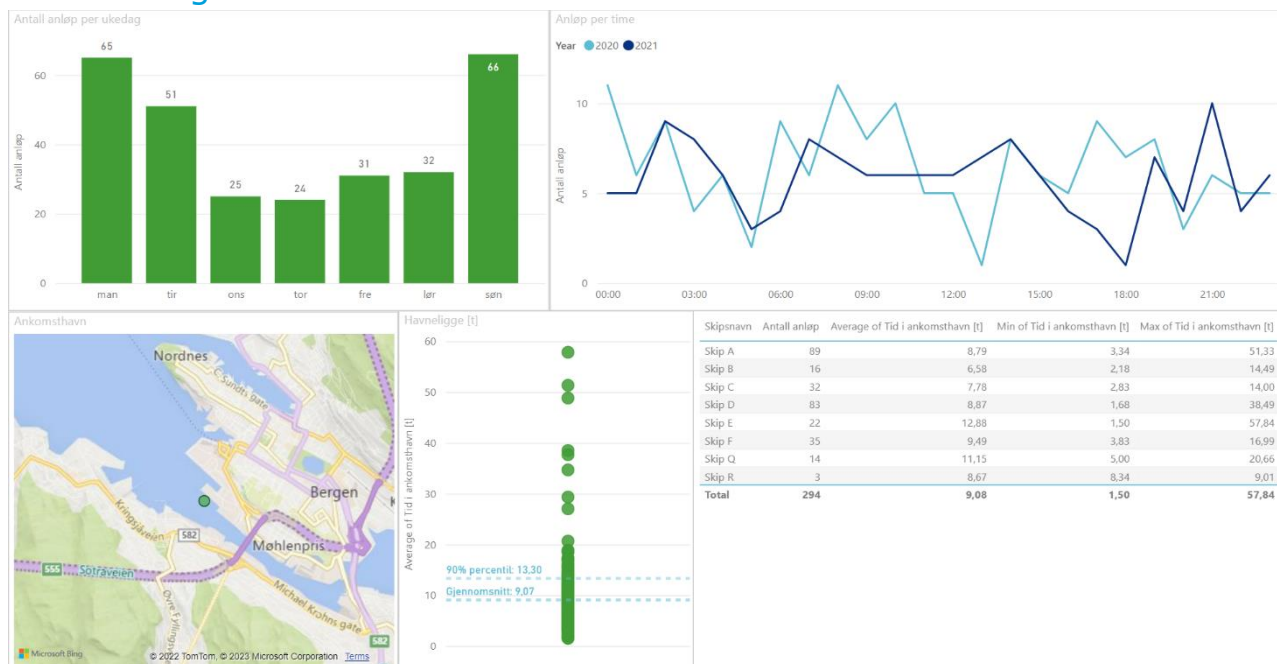 Antall anløp per ukedag
65
51
25
24
31
32
66
60
40
20
0
Antall anløp
man tir ons tor fre lør søn
Anløp per time
Year 2020 2021
10
5
0
Antall anløp
00:00 03:00 06:00 09:00 12:00 15:00 18:00 21:00
Ankomsthavn
Nordnes
C. Sundts gate
Bergen
Kringsjåveien
582
Møhlenpris
555 Sotraveien
Michael Krohns gate
582
Microsoft Bing
© 2022 TomTom, © 2023 Microsoft Corporation Terms
Havneligge [t]
60
50
40
30
20
10
0
Average of Tid i ankomsthavn [t]
90% percentil: 13,30
Gjennomsnitt: 9,07
Skipsnavn Antall anløp Average of Tid i ankomsthavn [t] Min of Tid i ankomsthavn [t] Max of Tid i ankomsthavn [t]
Skip A 89 8,79 3,34 51,33
Skip B 16 6,58 2,18 14,49
Skip C 32 7,78 2,83 14,00
Skip D 83 8,87 1,68 38,49
Skip E 22 12,88 1,50 57,84
Skip F 35 9,49 3,83 16,99
Skip Q 14 11,15 5,00 20,66
Skip R 3 8,67 8,34 9,01
Total 294 9,08 1,50 57,84